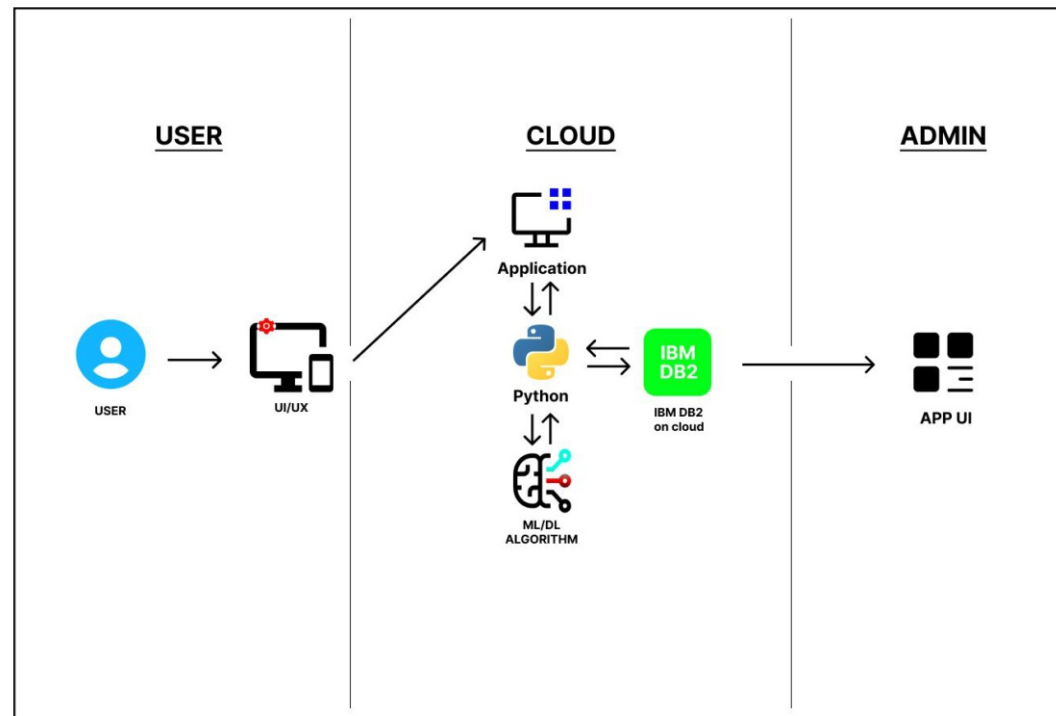 USER
CLOUD
ADMIN
Application
Python
IBM
DB2
USER
UI/UX
IBM DB2
on cloud
APP UI
ML/DL
ALGORITHM